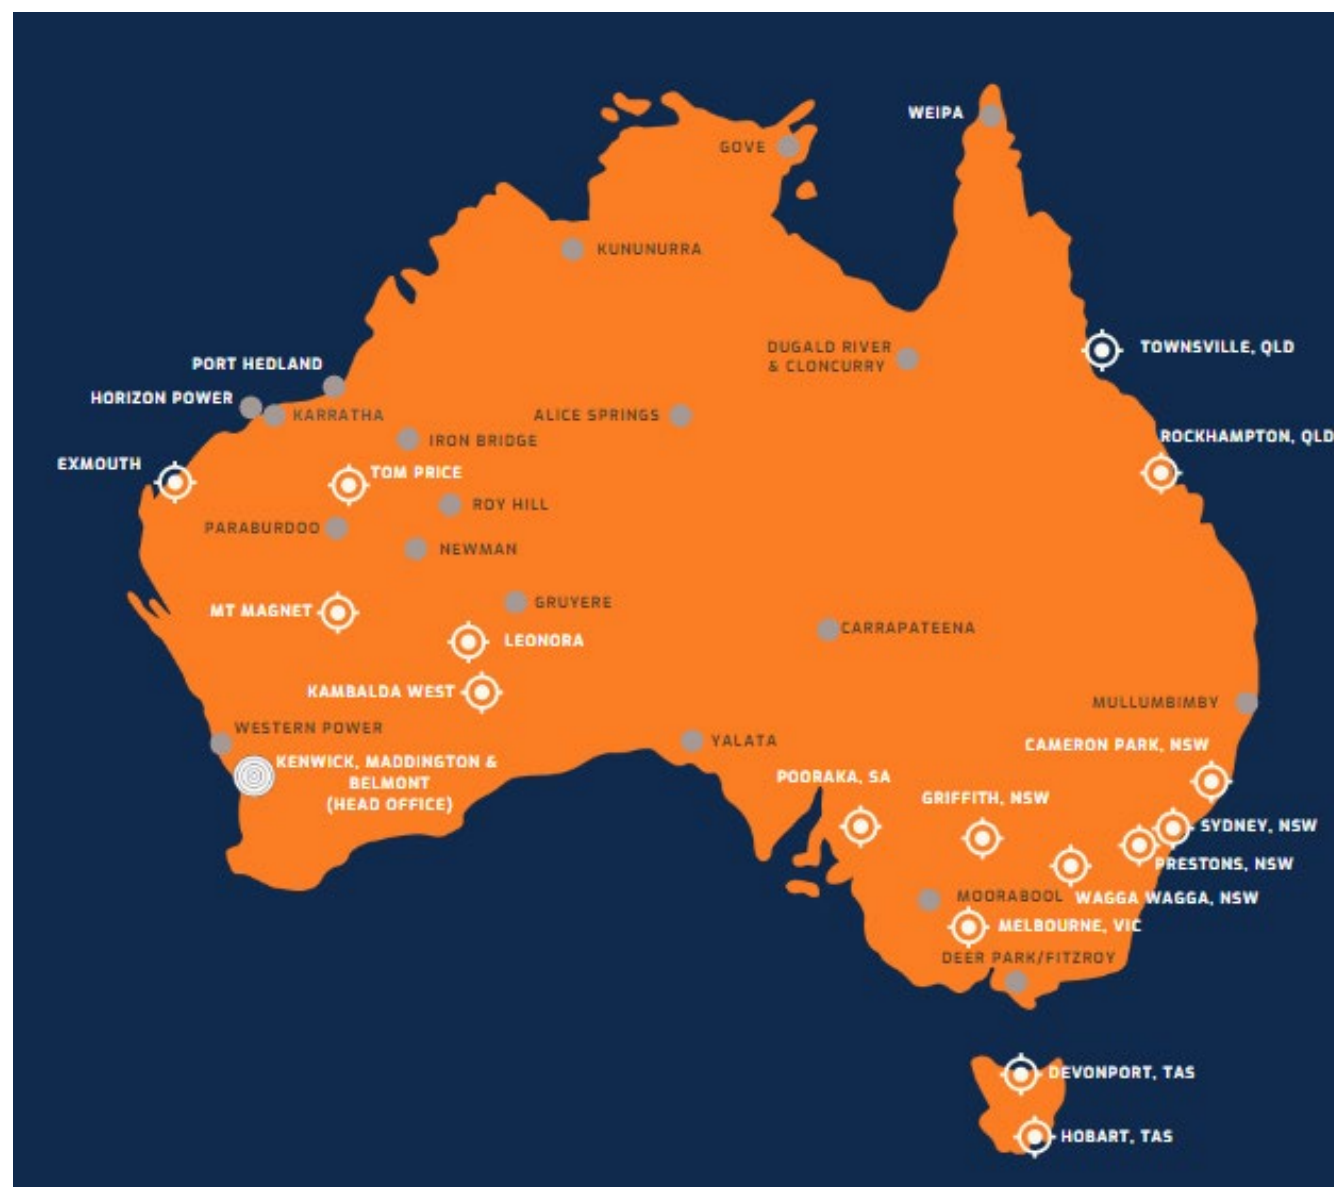 WEIPA
GOVE
KUNUNURRA
DUGALD RIVER
& CLONCURRY
TOWNSVILLE, QLD
PORT HEDLAND
HORIZON POWER
KARRATHA
ALICE SPRINGS
IRON BRIDGE
ROCKHAMPTON, QLD
EXMOUTH
TOM PRICE
ROY HILL
PARABURDOO
NEWMAN
GRUYERE
MT MAGNET
CARRAPATEENA
LEONORA
KAMBALDA WEST
MULLUMBIMBY
WESTERN POWER
YALATA
CAMERON PARK, NSW
KENWICK, MADDINGTON &
BELMONT
(HEAD OFFICE)
POORAKA, SA
GRIFFITH, NSW
SYDNEY, NSW
PRESTONS, NSW
MOORABOOL
WAGGA WAGGA, NSW
MELBOURNE, VIC
DEER PARK/FITZROY
DEVONPORT, TAS
HOBART, TAS